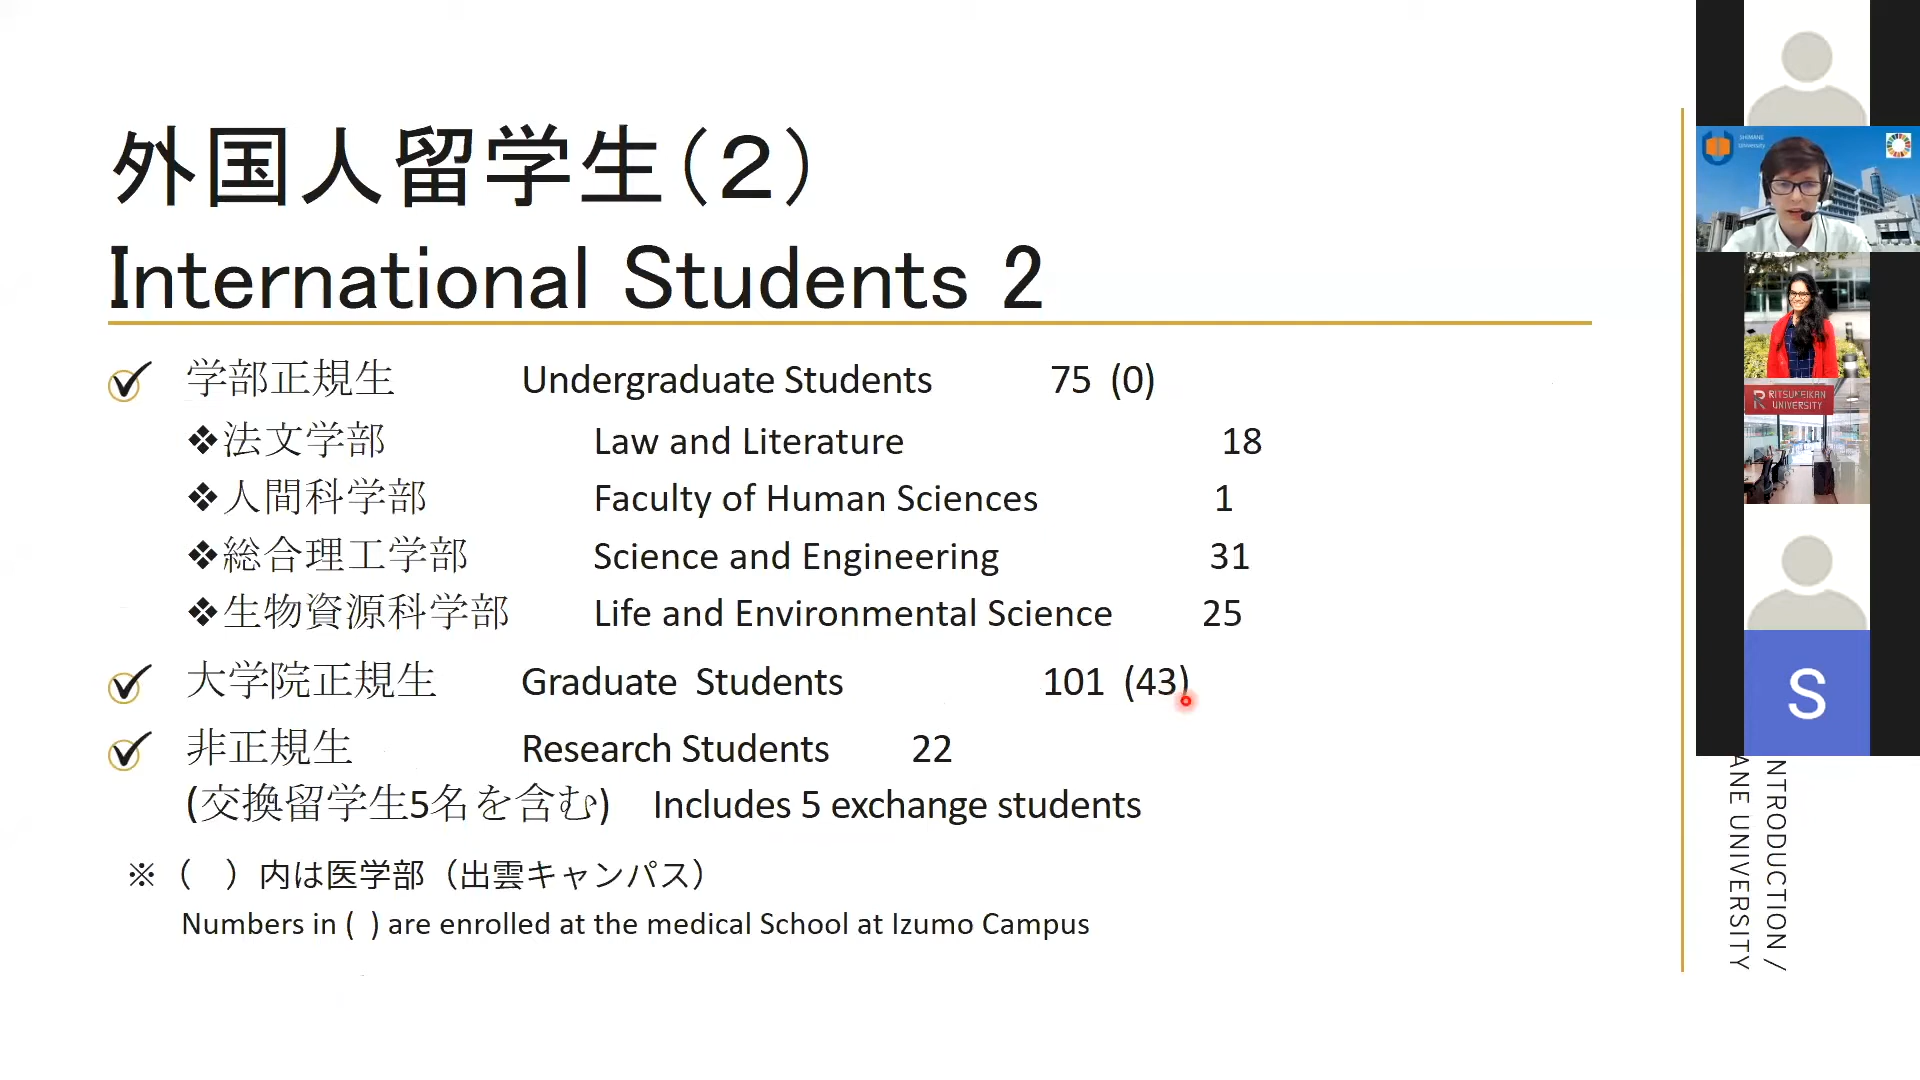 外国人留学生（２）
International Students 2
学部正規生 Undergraduate Students 75 (0)
❖法文学部 Law and Literature 18
❖人間科学部 Faculty of Human Sciences 1
❖総合理工学部 Science and Engineering 31
❖生物資源科学部 Life and Environmental Science 25
大学院正規生 Graduate Students 101 (43)
非正規生 Research Students 22
(交換留学生5名を含む) Includes 5 exchange students
※（　）内は医学部（出雲キャンパス）
Numbers in ( ) are enrolled at the medical School at Izumo Campus
SHIMANE
University
R RITSUMEIKAN
UNIVERSITY
S
NTRODUCTION /
ANE UNIVERSITY